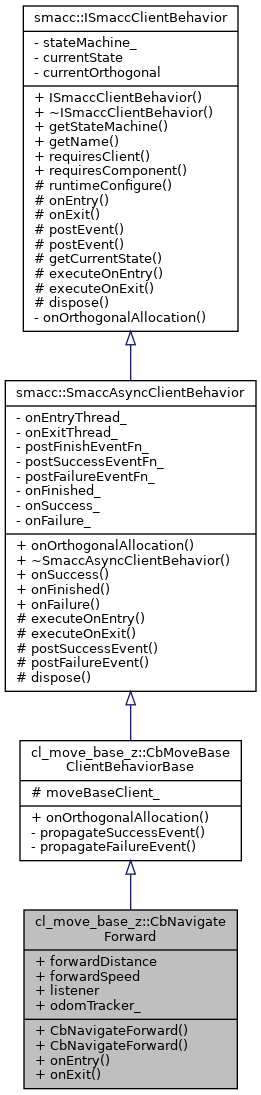 smacc::ISmaccClientBehavior
- stateMachine_
- currentState
- currentOrthogonal
+ ISmaccClientBehavior()
+ ~ISmaccClientBehavior()
+ getStateMachine()
+ getName()
+ requiresClient()
+ requiresComponent()
# runtimeConfigure()
# onEntry()
# onExit()
# postEvent()
# postEvent()
# getCurrentState()
# executeOnEntry()
# executeOnExit()
# dispose()
- onOrthogonalAllocation()
smacc::SmaccAsyncClientBehavior
- onEntryThread_
- onExitThread_
- postFinishEventFn_
- postSuccessEventFn_
- postFailureEventFn_
- onFinished_
- onSuccess_
- onFailure_
+ onOrthogonalAllocation()
+ ~SmaccAsyncClientBehavior()
+ onSuccess()
+ onFinished()
+ onFailure()
# executeOnEntry()
# executeOnExit()
# postSuccessEvent()
# postFailureEvent()
# dispose()
cl_move_base_z::CbMoveBase
ClientBehaviorBase
# moveBaseClient_
+ onOrthogonalAllocation()
- propagateSuccessEvent()
- propagateFailureEvent()
cl_move_base_z::CbNavigate
Forward
+ forwardDistance
+ forwardSpeed
+ listener
+ odomTracker_
+ CbNavigateForward()
+ CbNavigateForward()
+ onEntry()
+ onExit()